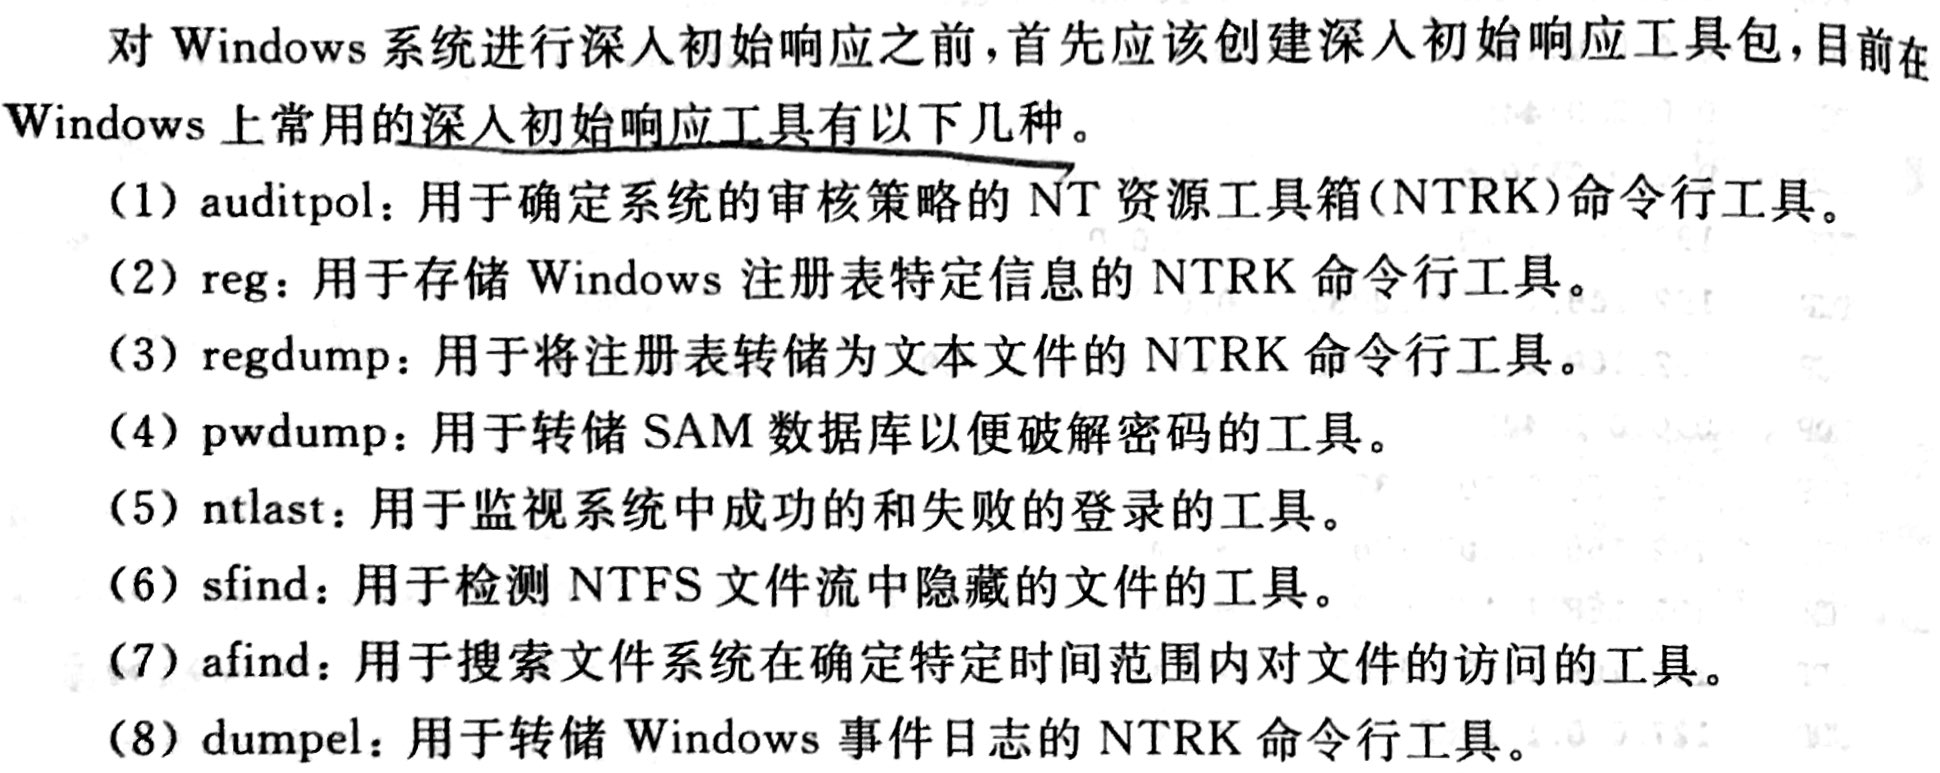 对 Windows 系统进行深入初始响应之前,首先应该创建深入初始响应工具包,目前在
Windows 上常用的深入初始响应工具有以下几种。
(1) auditpol: 用于确定系统的审核策略的 NT 资源工具箱(NTRK)命令行工具。
(2) reg: 用于存储 Windows 注册表特定信息的 NTRK 命令行工具。
(3) regdump: 用于将注册表转储为文本文件的 NTRK 命令行工具。
(4) pwdump: 用于转储 SAM 数据库以便破解密码的工具。
(5) ntlast: 用于监视系统中成功的和失败的登录的工具。
(6) sfind: 用于检测 NTFS 文件流中隐藏的文件的工具。
(7) afind: 用于搜索文件系统在确定特定时间范围内对文件的访问的工具。
(8) dumpel: 用于转储 Windows 事件日志的 NTRK 命令行工具。